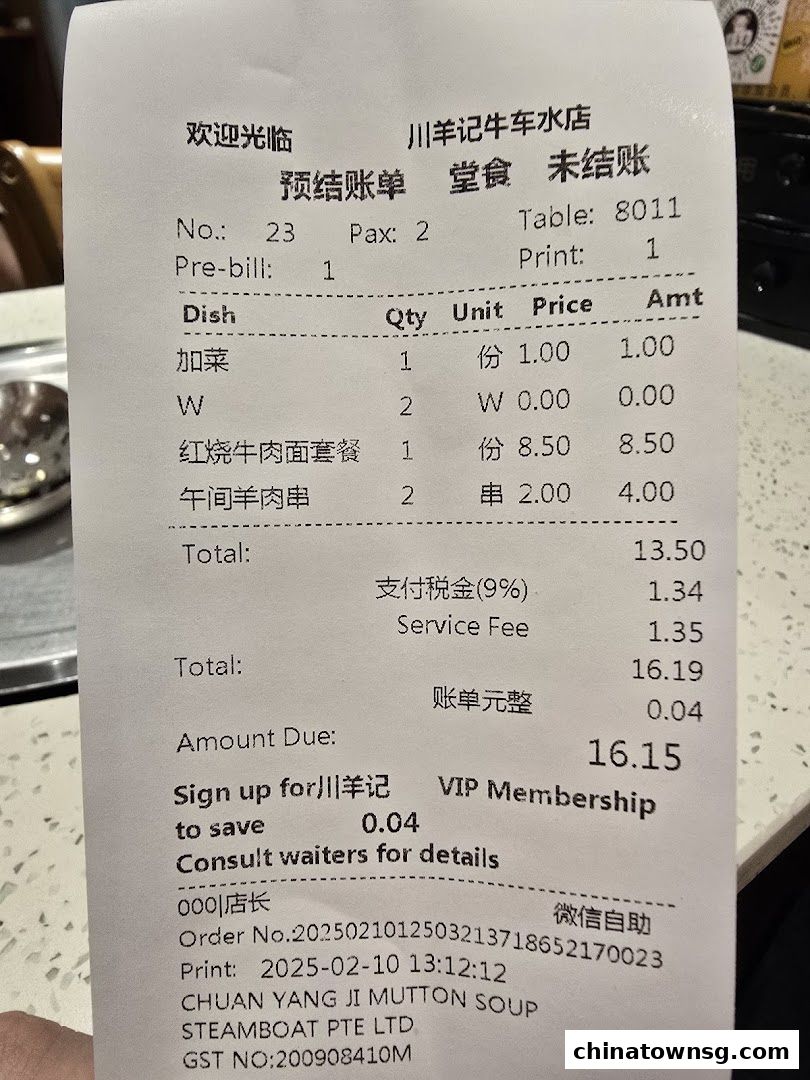 欢迎光临 川羊记牛车水店
预结账单 堂食 未结账
No.: 23 Pax: 2 Table: 8011
Pre-bill: 1 Print: 1
Dish Qty Unit Price Amt
加菜 1 份 1.00 1.00
W 2 W 0.00 0.00
红烧牛肉面套餐 1 份 8.50 8.50
午间羊肉串 2 串 2.00 4.00
Total: 13.50
支付税金(9%) 1.34
Service Fee 1.35
Total: 16.19
账单元整 0.04
Amount Due: 16.15
Sign up for川羊记 VIP Membership
to save 0.04
Consult waiters for details
000|店长 微信自助
Order No.:2025021012503213718652170023
Print: 2025-02-10 13:12:12
CHUAN YANG JI MUTTON SOUP
STEAMBOAT PTE LTD
GST NO:200908410M
chinatownsg.com